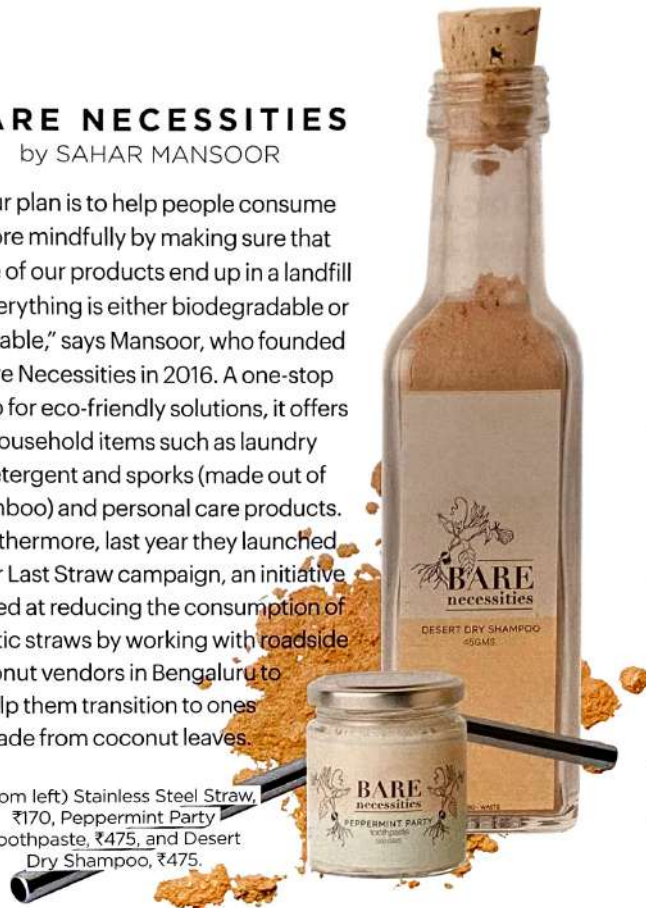 ARE NECESSITIES
by SAHAR MANSOOR
ur plan is to help people consume
ore mindfully by making sure that
e of our products end up in a landfill
erything is either biodegradable or
able,” says Mansoor, who founded
e Necessities in 2016. A one-stop
p for eco-friendly solutions, it offers
ousehold items such as laundry
etergent and sporks (made out of
mboo) and personal care products.
thermore, last year they launched
r Last Straw campaign, an initiative
ed at reducing the consumption of
tic straws by working with roadside
onut vendors in Bengaluru to
lp them transition to ones
ade from coconut leaves.
om left) Stainless Steel Straw,
₹170, Peppermint Party
oothpaste, ₹475, and Desert
Dry Shampoo, ₹475.
BARE
necessities
DESERT DRY SHAMPOO
45GMS
BARE
necessities
PEPPERMINT PARTY
toothpaste